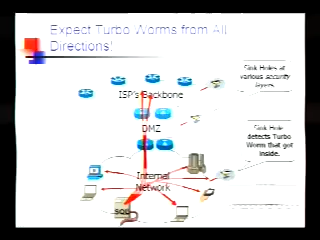 Expect Turbo Worms from All
Directions!
Sink Holes at
various security
layers.
ISP's Backbone
DMZ
Sink Hole
detects Turbo
Worm that got
inside.
Internal
Network
SQL